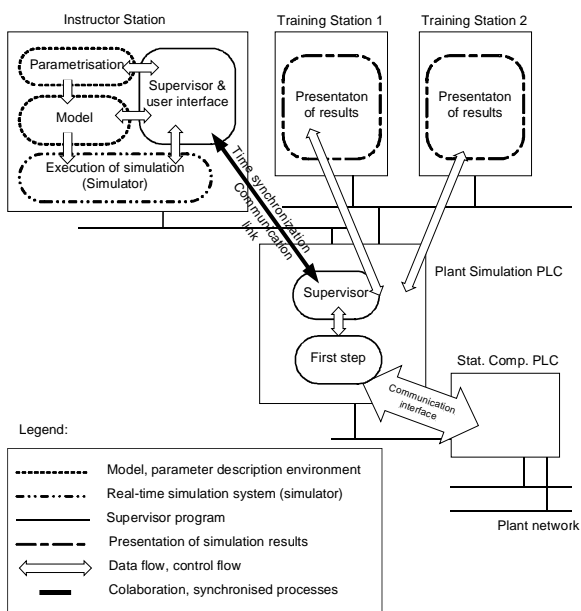 Instructor Station
Training Station 1
Training Station 2
Parametrisation
Supervisor &
user interface
Model
Execution of simulation
(Simulator)
Presentaton
of results
Presentaton
of results
Time synchronization
Communication
link
Plant Simulation PLC
Supervisor
First step
Stat. Comp. PLC
Communication
interface
Plant network
Legend:
Model, parameter description environment
Real-time simulation system (simulator)
Supervisor program
Presentation of simulation results
Data flow, control flow
Colaboration, synchronised processes